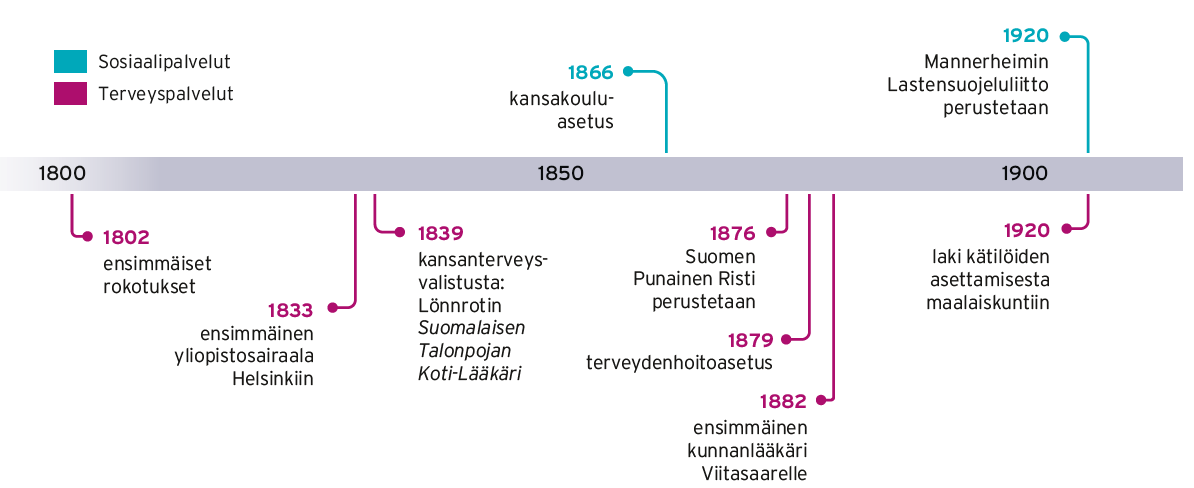 Sosiaalipalvelut
Terveyspalvelut
1866
kansakoulu-
asetus
1920
Mannerheimin
Lastensuojeluliitto
perustetaan
1800
1850
1900
1802
ensimmäiset
rokotukset
1833
ensimmäinen
yliopistosairaala
Helsinkiin
1839
kansanterveys-
valistusta:
Lönnrotin
Suomalaisen
Talonpojan
Koti-Lääkäri
1876
Suomen
Punainen Risti
perustetaan
1879
terveydenhoitoasetus
1882
ensimmäinen
kunnanlääkäri
Viitasaarelle
1920
laki kätilöiden
asettamisesta
maalaiskuntiin